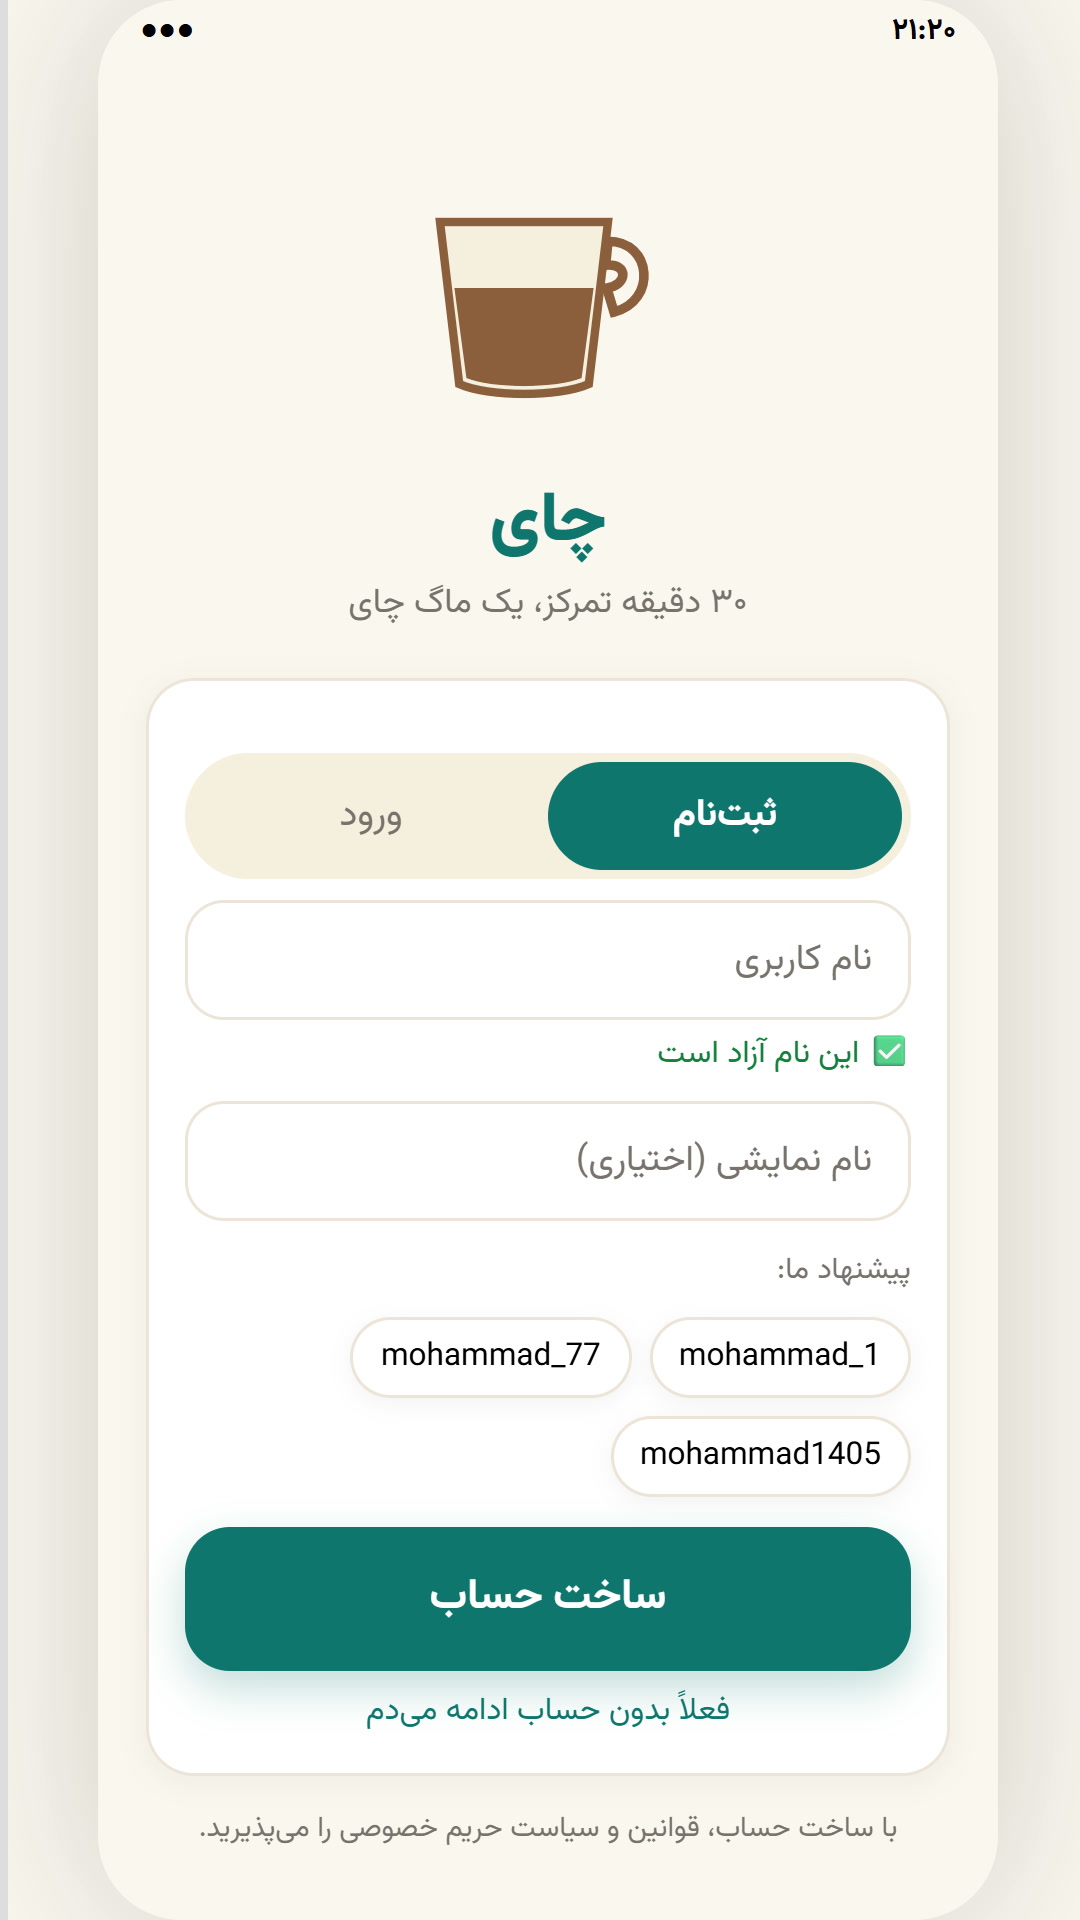 ۲۱:۲۰
چای
۳۰ دقیقه تمرکز، یک ماگ چای
ثبت‌نام
ورود
نام کاربری
✅ این نام آزاد است
نام نمایشی (اختیاری)
پیشنهاد ما:
mohammad_1
mohammad_77
mohammad1405
ساخت حساب
فعلاً بدون حساب ادامه می‌دم
با ساخت حساب، قوانین و سیاست حریم خصوصی را می‌پذیرید.